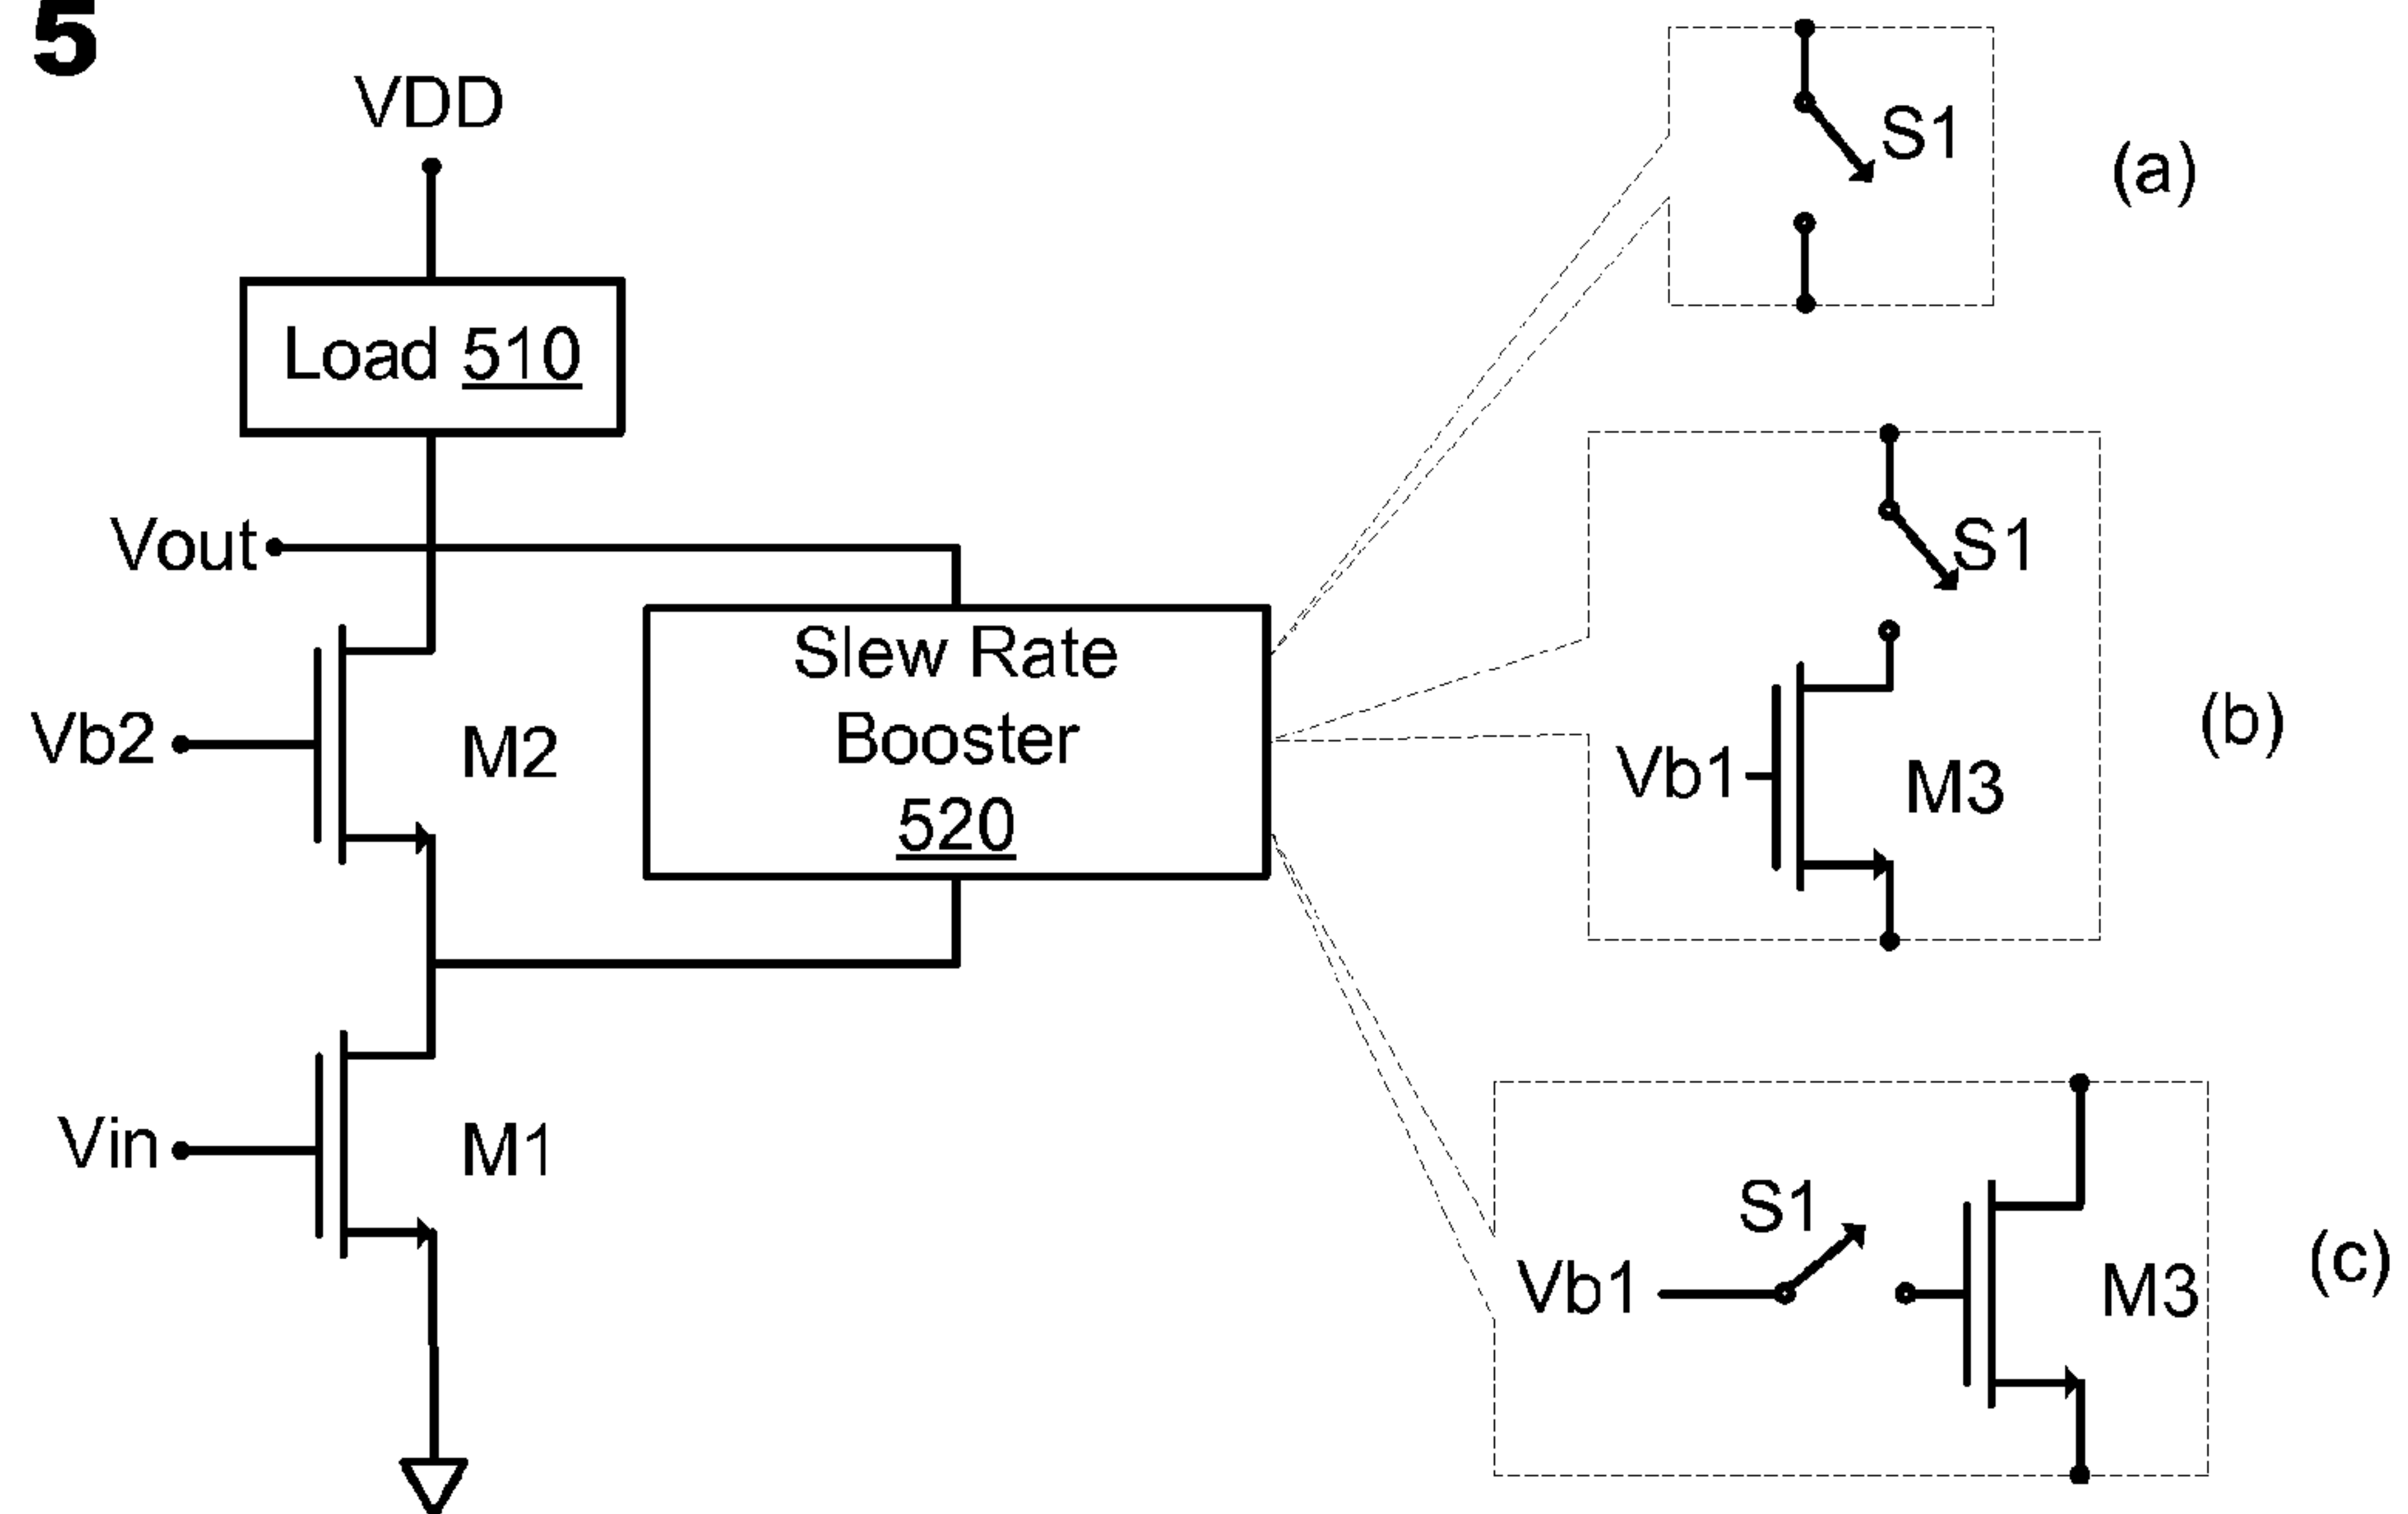 5
VDD
Load 510
Vout
Vb2
M2
Slew Rate
Booster
520
Vin
M1
S1
(a)
S1
Vb1
M3
(b)
S1
Vb1
M3
(c)